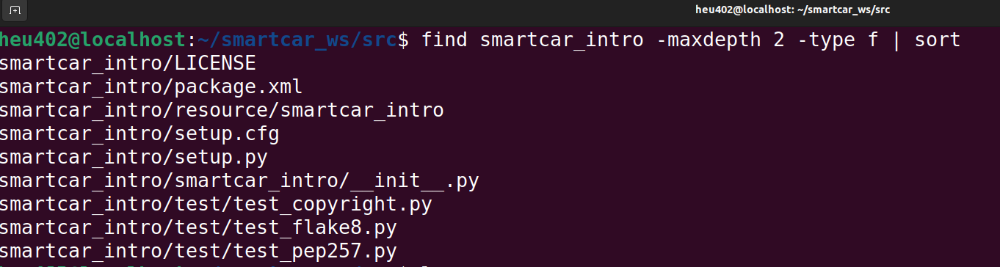 heu402@localhost: ~/smartcar_ws/src
heu402@localhost:~/smartcar_ws/src$ find smartcar_intro -maxdepth 2 -type f | sort
smartcar_intro/LICENSE
smartcar_intro/package.xml
smartcar_intro/resource/smartcar_intro
smartcar_intro/setup.cfg
smartcar_intro/setup.py
smartcar_intro/smartcar_intro/__init__.py
smartcar_intro/test/test_copyright.py
smartcar_intro/test/test_flake8.py
smartcar_intro/test/test_pep257.py